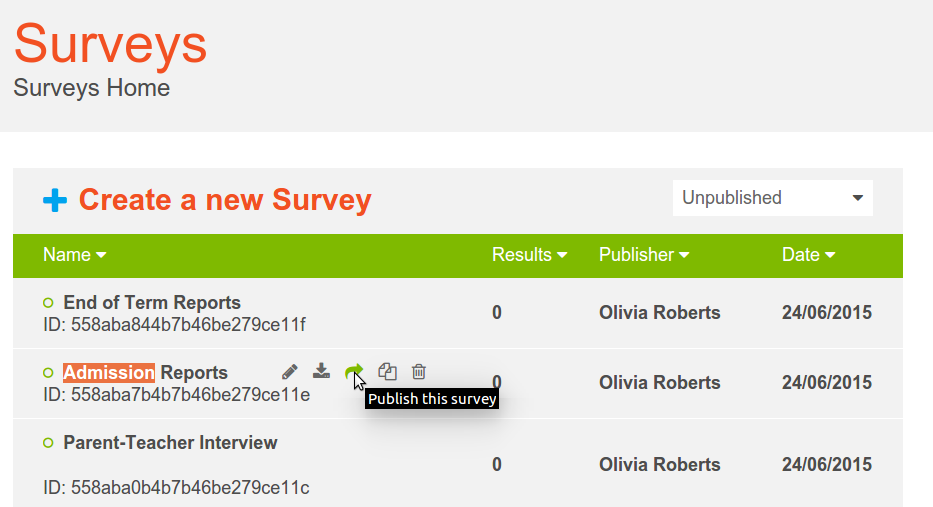 Surveys
Surveys Home
Create a new Survey
Unpublished
Name Results Publisher Date
End of Term Reports
ID: 558aba844b7b46be279ce11f
0 Olivia Roberts 24/06/2015
Admission Reports
ID: 558aba7b4b7b46be279ce11e
0 Olivia Roberts 24/06/2015
Publish this survey
Parent-Teacher Interview
ID: 558aba0b4b7b46be279ce11c
0 Olivia Roberts 24/06/2015